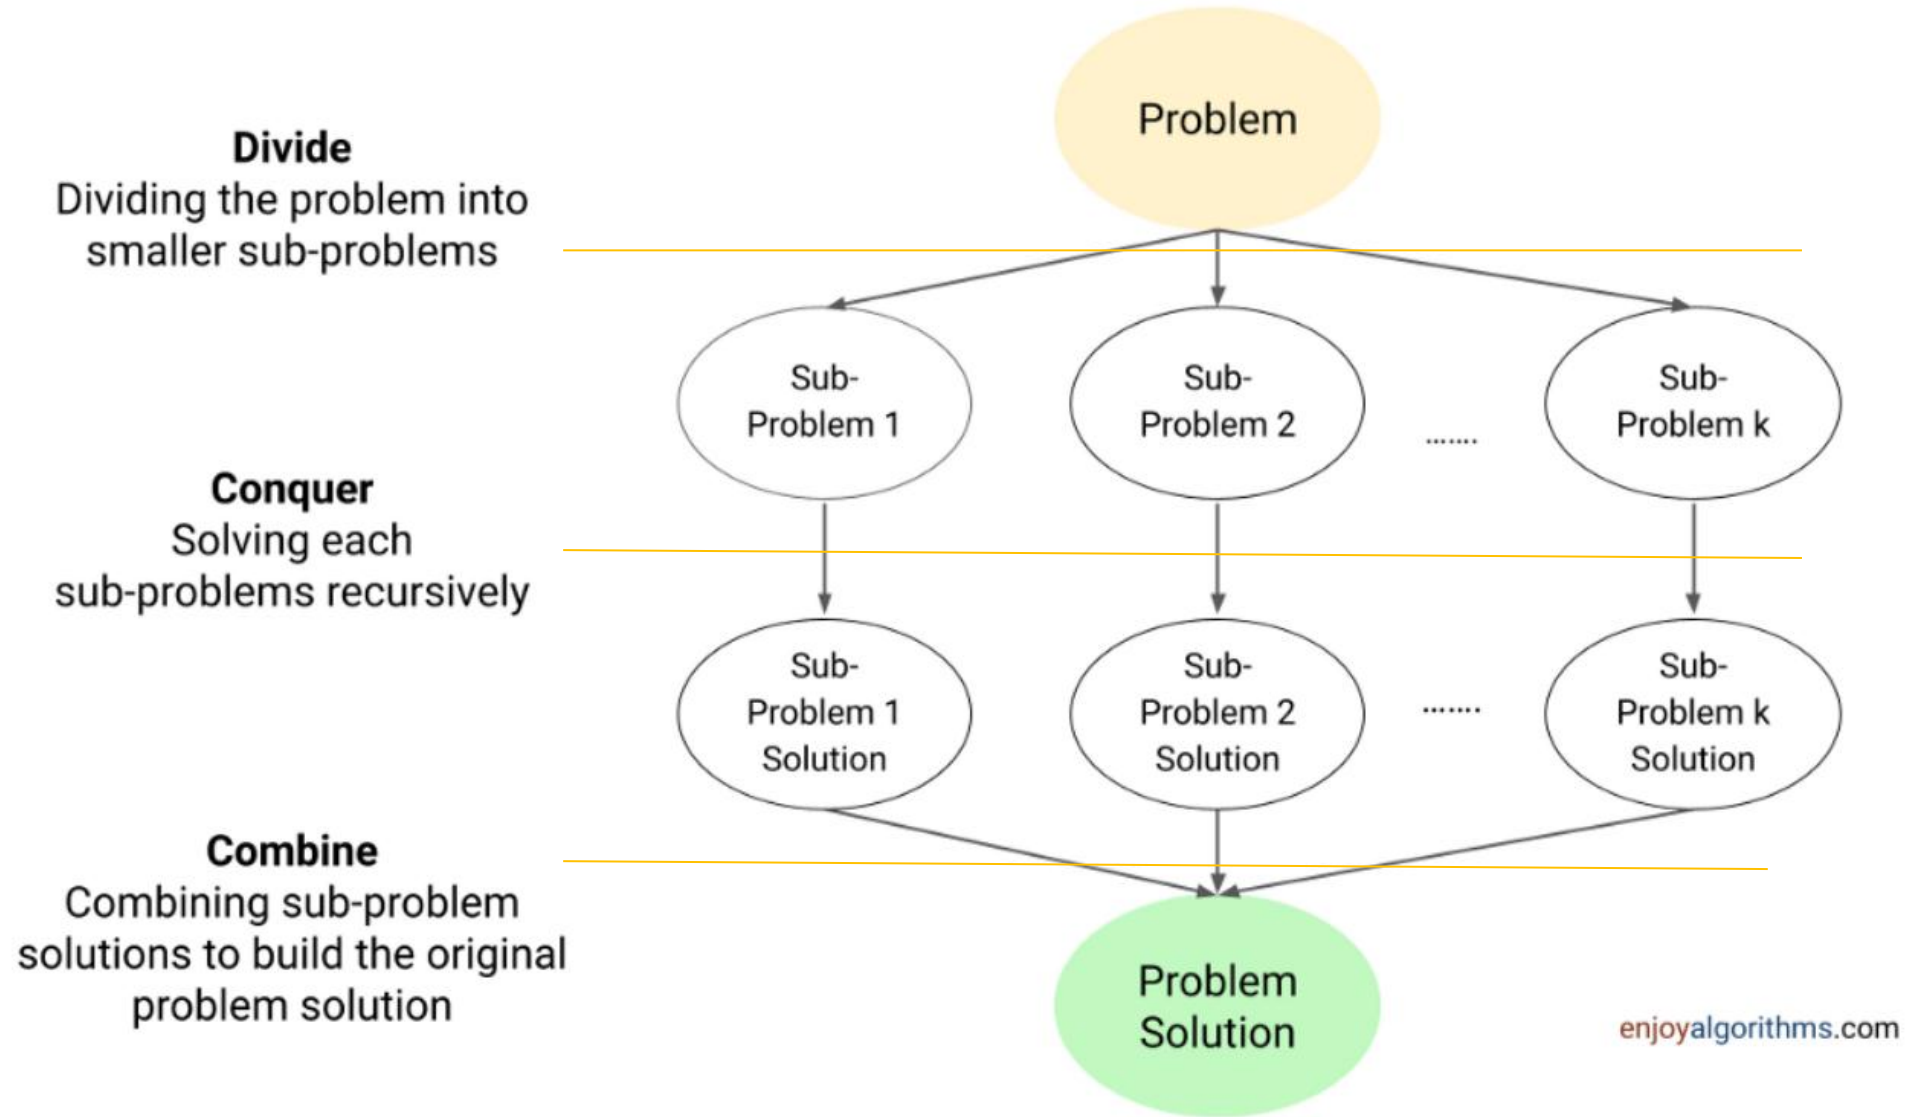 Problem
Divide
Dividing the problem into
smaller sub-problems
Sub-
Problem 1
Sub-
Problem 2
.......
Sub-
Problem k
Conquer
Solving each
sub-problems recursively
Sub-
Problem 1
Solution
Sub-
Problem 2
Solution
.......
Sub-
Problem k
Solution
Combine
Combining sub-problem
solutions to build the original
problem solution
Problem
Solution
enjoyalgorithms.com